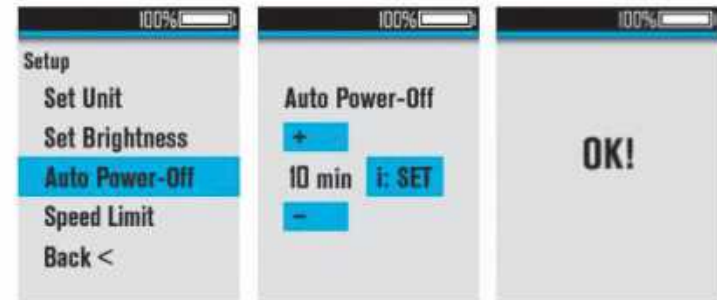 100%
Setup
Set Unit
Set Brightness
Auto Power-Off
Speed Limit
Back <
100%
Auto Power-Off
+
10 min i: SET
−
100%
OK!